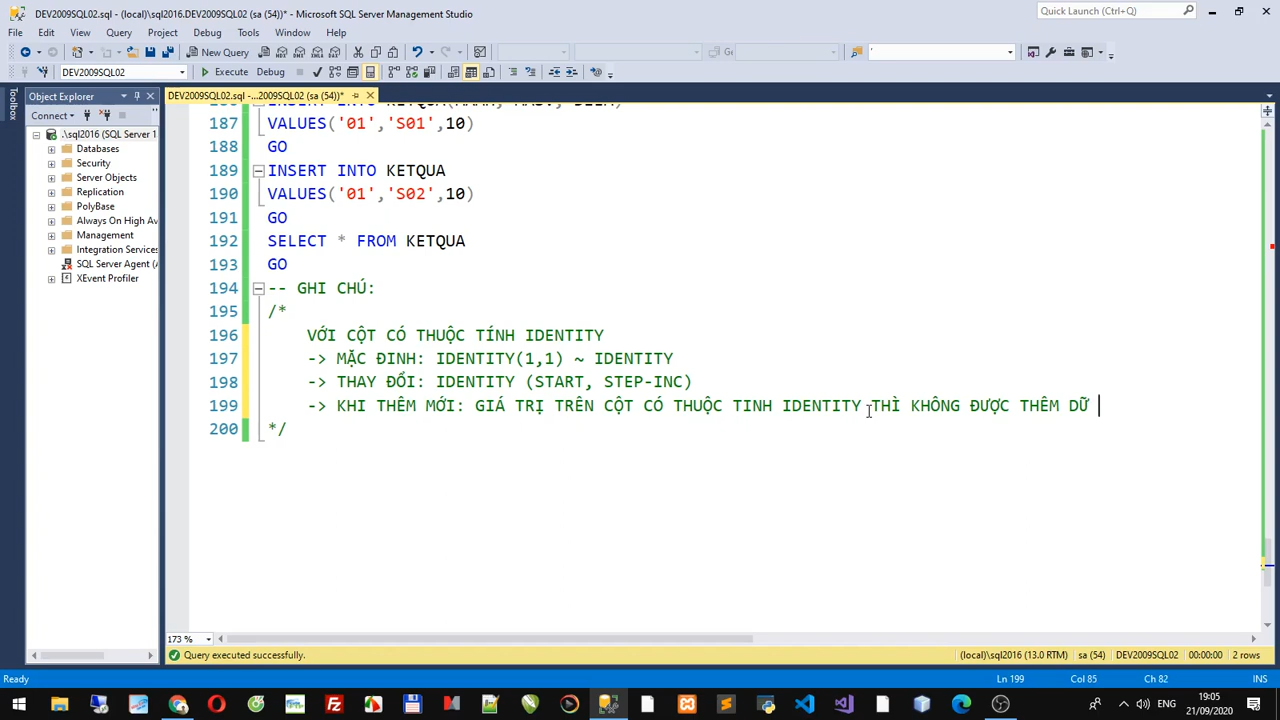 DEV2009SQL02.sql - (local)\sql2016.DEV2009SQL02 (sa (54))* - Microsoft SQL Server Management Studio
Quick Launch (Ctrl+Q)
File Edit View Query Project Debug Tools Window Help
New Query
DEV2009SQL02 Execute Debug
Toolbox
Object Explorer
DEV2009SQL02.sql -...2009SQL02 (sa (54))*
Connect
.\sql2016 (SQL Server 1
Databases
Security
Server Objects
Replication
PolyBase
Always On High Av
Management
Integration Services
SQL Server Agent (A
XEvent Profiler
187 VALUES('01','S01',10)
188 GO
189 INSERT INTO KETQUA
190 VALUES('01','S02',10)
191 GO
192 SELECT * FROM KETQUA
193 GO
194 -- GHI CHÚ:
195 /*
196 VỚI CỘT CÓ THUỘC TÍNH IDENTITY
197 -> MẶC ĐINH: IDENTITY(1,1) ~ IDENTITY
198 -> THAY ĐỔI: IDENTITY (START, STEP-INC)
199 -> KHI THÊM MỚI: GIÁ TRỊ TRÊN CỘT CÓ THUỘC TINH IDENTITY THÌ KHÔNG ĐƯỢC THÊM DỮ
200 */
173 %
Query executed successfully. (local)\sql2016 (13.0 RTM) sa (54) DEV2009SQL02 00:00:00 2 rows
Ready Ln 199 Col 85 Ch 82 INS
ENG
19:05
21/09/2020